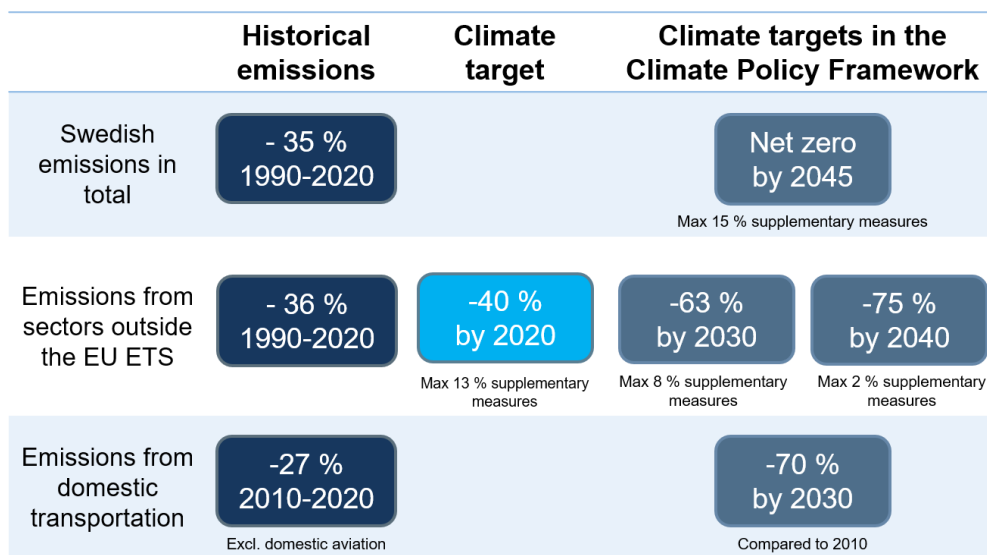 Historical
emissions
Climate
target
Climate targets in the
Climate Policy Framework
Swedish
emissions in
total
- 35 %
1990-2020
Net zero
by 2045
Max 15 % supplementary measures
Emissions from
sectors outside
the EU ETS
- 36 %
1990-2020
-40 %
by 2020
Max 13 % supplementary
measures
-63 %
by 2030
Max 8 % supplementary
measures
-75 %
by 2040
Max 2 % supplementary
measures
Emissions from
domestic
transportation
-27 %
2010-2020
Excl. domestic aviation
-70 %
by 2030
Compared to 2010